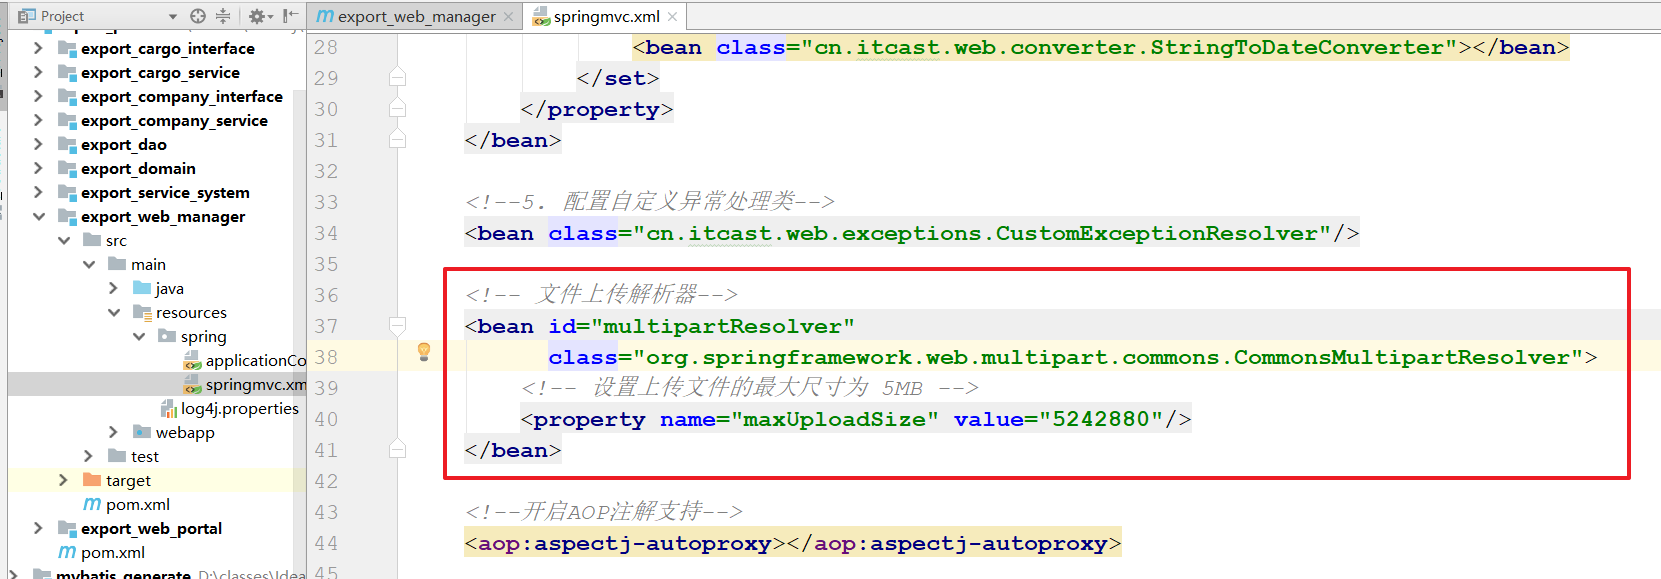 Project
export_cargo_interface
export_cargo_service
export_company_interface
export_company_service
export_dao
export_domain
export_service_system
export_web_manager
src
main
java
resources
spring
applicationCo
springmvc.xm
log4j.properties
webapp
test
target
pom.xml
export_web_portal
pom.xml
mybatis_generate D:\classes\Idea
export_web_manager
springmvc.xml
28 <bean class="cn.itcast.web.converter.StringToDateConverter"></bean>
29 </set>
30 </property>
31 </bean>
32
33 <!--5. 配置自定义异常处理类-->
34 <bean class="cn.itcast.web.exceptions.CustomExceptionResolver"/>
35
36 <!-- 文件上传解析器-->
37 <bean id="multipartResolver"
38 class="org.springframework.web.multipart.commons.CommonsMultipartResolver">
39 <!-- 设置上传文件的最大尺寸为 5MB -->
40 <property name="maxUploadSize" value="5242880"/>
41 </bean>
42
43 <!--开启AOP注解支持-->
44 <aop:aspectj-autoproxy></aop:aspectj-autoproxy>
45